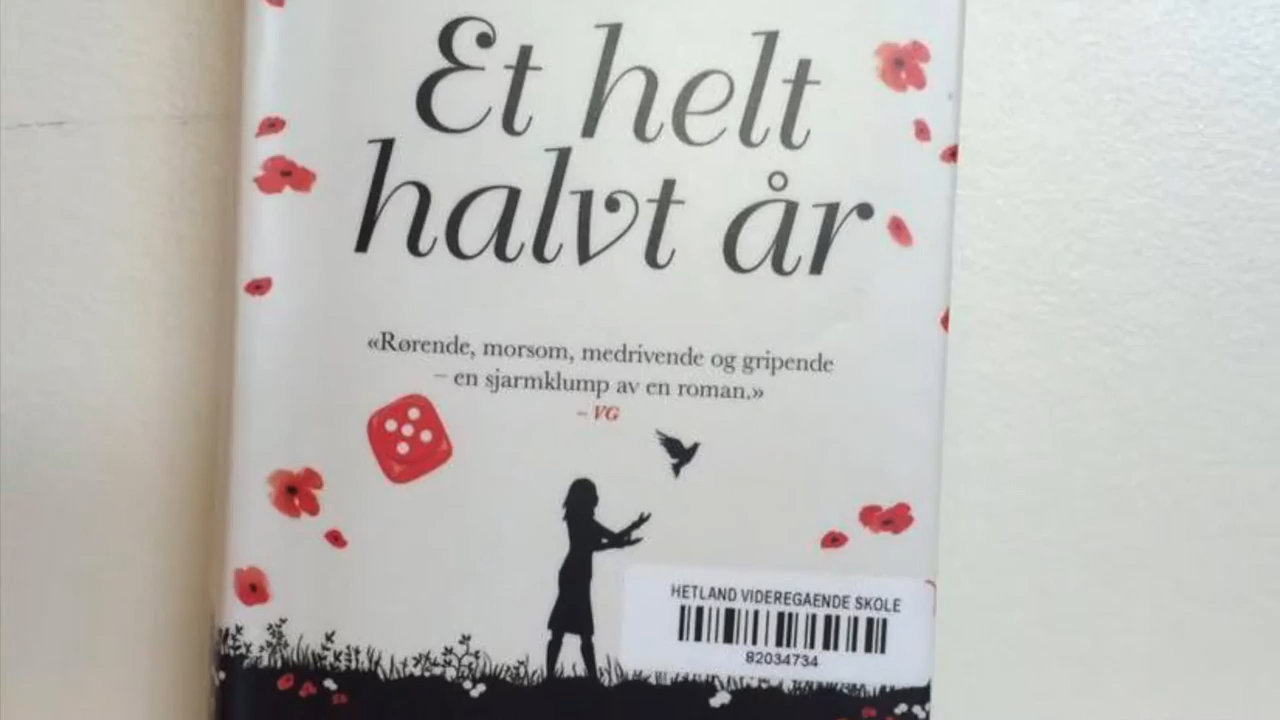 Et helt
halvt år
«Rørende, morsom, medrivende og gripende
– en sjarmklump av en roman.»
– VG
HETLAND VIDEREGAENDE SKOLE
82034734